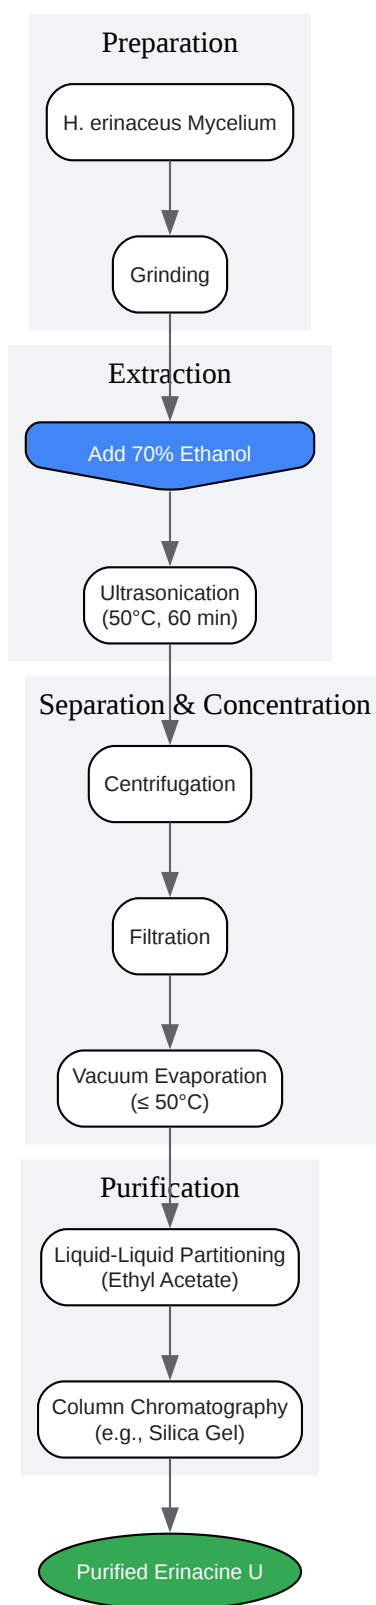 Preparation
H. erinaceus Mycelium
Grinding
Extraction
Add 70% Ethanol
Ultrasonication
(50°C, 60 min)
Separation & Concentration
Centrifugation
Filtration
Vacuum Evaporation
(≤ 50°C)
Purification
Liquid-Liquid Partitioning
(Ethyl Acetate)
Column Chromatography
(e.g., Silica Gel)
Purified Erinacine U